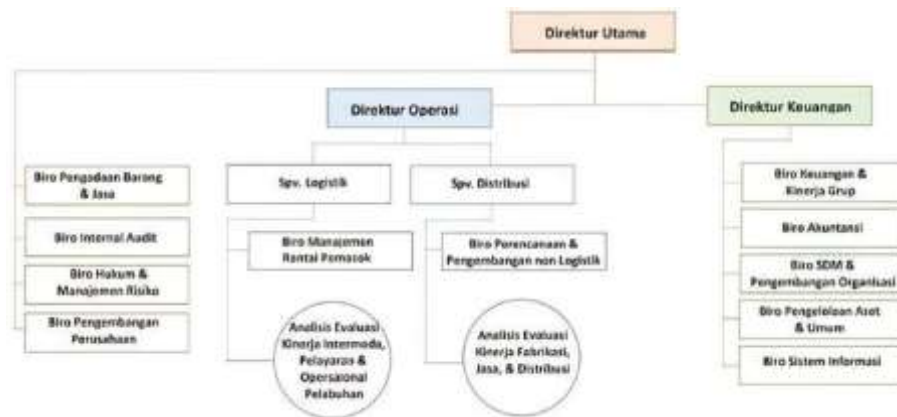 Direktur Utama
Direktur Operasi
Direktur Keuangan
Biro Pengadaan Barang
& Jasa
Biro Internal Audit
Biro Hukum &
Manajemen Risiko
Biro Pengembangan
Perusahaan
Spv. Logistik
Biro Manajemen
Rantai Pemasok
Analisis Evaluasi
Kinerja Intermoda,
Pelayaran &
Opersaional
Pelabuhan
Spv. Distribusi
Biro Perencanaan &
Pengembangan non Logistik
Analisis Evaluasi
Kinerja Fabrikasi,
Jasa, & Distribusi
Biro Keuangan &
Kinerja Grup
Biro Akuntansi
Biro SDM &
Pengembangan Organisasi
Biro Pengelolaan Aset
& Umum
Biro Sistem Informasi